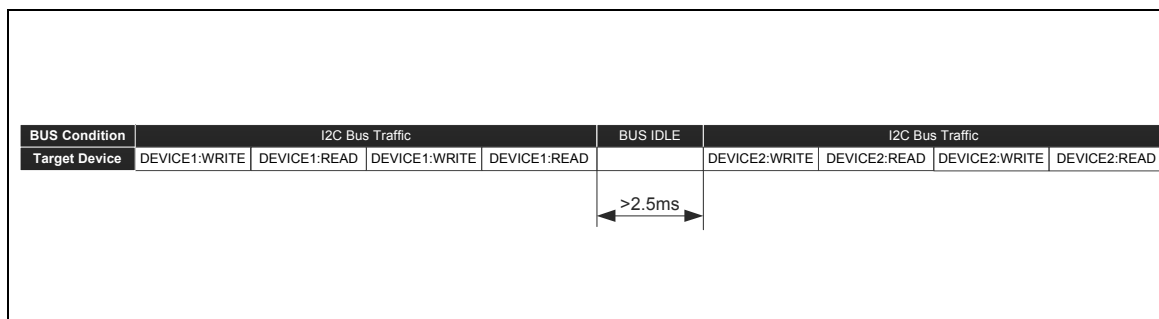 BUS Condition I2C Bus Traffic BUS IDLE I2C Bus Traffic
Target Device DEVICE1:WRITE DEVICE1:READ DEVICE1:WRITE DEVICE1:READ DEVICE2:WRITE DEVICE2:READ DEVICE2:WRITE DEVICE2:READ
>2.5ms